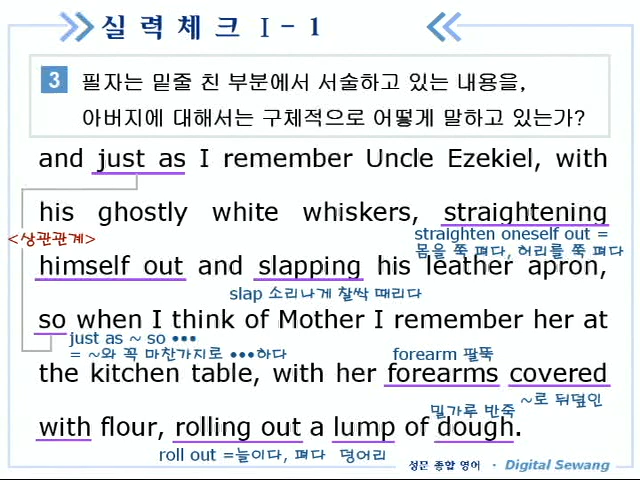 실력체크 I - 1
3 필자는 밑줄 친 부분에서 서술하고 있는 내용을,
아버지에 대해서는 구체적으로 어떻게 말하고 있는가?
and just as I remember Uncle Ezekiel, with
his ghostly white whiskers, straightening
<상관관계>
straighten oneself out =
몸을 쭉 펴다, 허리를 쭉 펴다
himself out and slapping his leather apron,
slap 소리나게 찰싹 때리다
so when I think of Mother I remember her at
just as ~ so •••
= ~와 꼭 마찬가지로 •••하다
forearm 팔뚝
the kitchen table, with her forearms covered
밀가루 반죽
~로 뒤덮인
with flour, rolling out a lump of dough.
roll out =늘이다, 펴다 덩어리
성문 종합 영어 · Digital Sewang